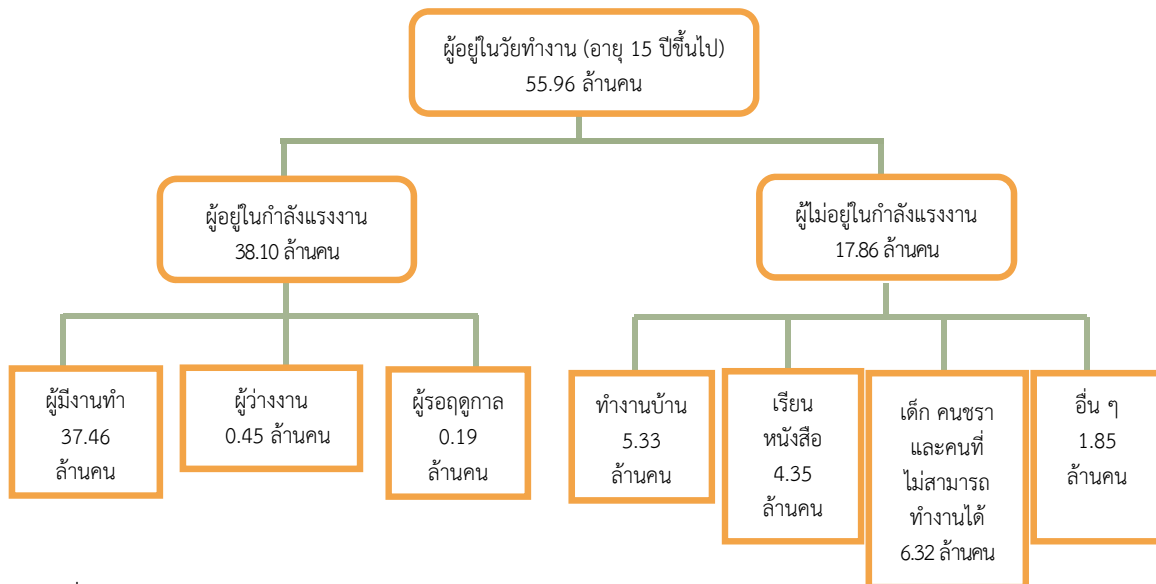 ผู้อยู่ในวัยทำงาน (อายุ 15 ปีขึ้นไป)
55.96 ล้านคน
ผู้อยู่ในกำลังแรงงาน
38.10 ล้านคน
ผู้ไม่อยู่ในกำลังแรงงาน
17.86 ล้านคน
ผู้มีงานทำ
37.46
ล้านคน
ผู้ว่างงาน
0.45 ล้านคน
ผู้รอฤดูกาล
0.19
ล้านคน
ทำงานบ้าน
5.33
ล้านคน
เรียน
หนังสือ
4.35
ล้านคน
เด็ก คนชรา
และคนที่
ไม่สามารถ
ทำงานได้
6.32 ล้านคน
อื่น ๆ
1.85
ล้านคน